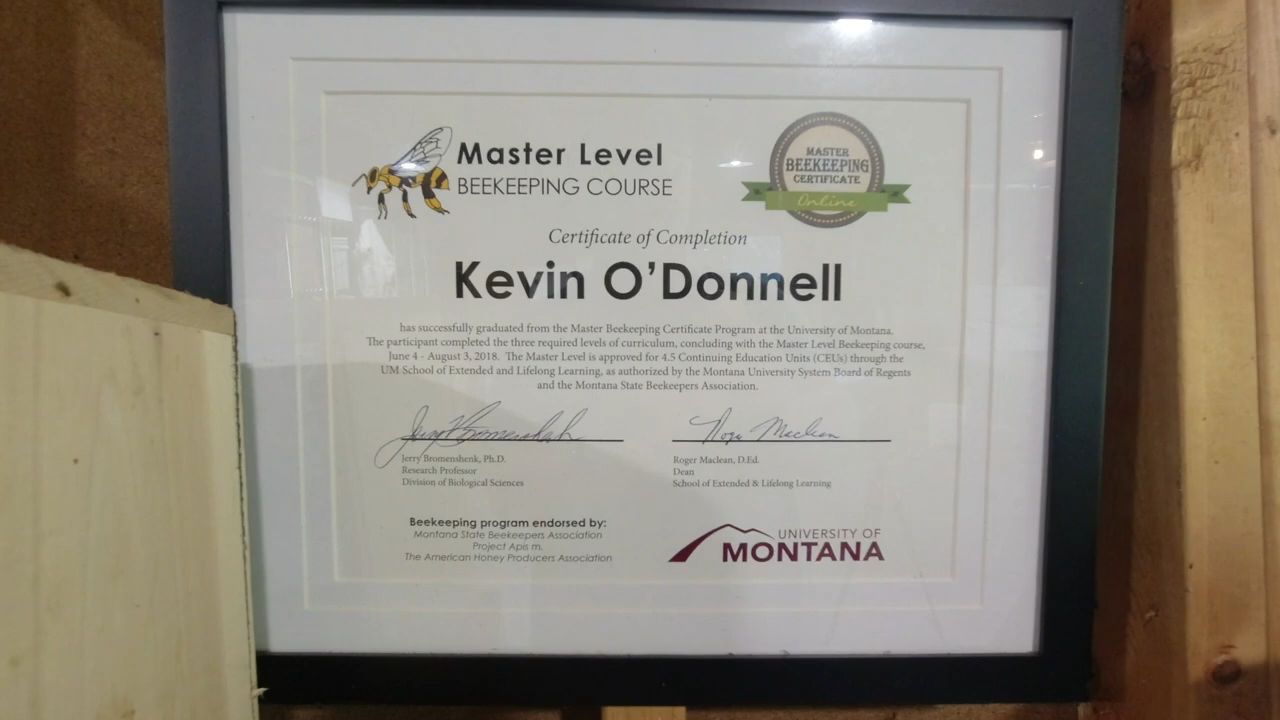 Master Level
BEEKEEPING COURSE
MASTER
BEEKEEPING
CERTIFICATE
Online
Certificate of Completion
Kevin O'Donnell
has successfully graduated from the Master Beekeeping Certificate Program at the University of Montana.
The participant completed the three required levels of curriculum, concluding with the Master Level Beekeeping course,
June 4 - August 3, 2018. The Master Level is approved for 4.5 Continuing Education Units (CEUs) through the
UM School of Extended and Lifelong Learning, as authorized by the Montana University System Board of Regents
and the Montana State Beekeepers Association.
Jerry Bromenshenk
Roger Maclean
Jerry Bromenshenk, Ph.D.
Research Professor
Division of Biological Sciences
Roger Maclean, D.Ed.
Dean
School of Extended & Lifelong Learning
Beekeeping program endorsed by:
Montana State Beekeepers Association
Project Apis m.
The American Honey Producers Association
UNIVERSITY OF
MONTANA